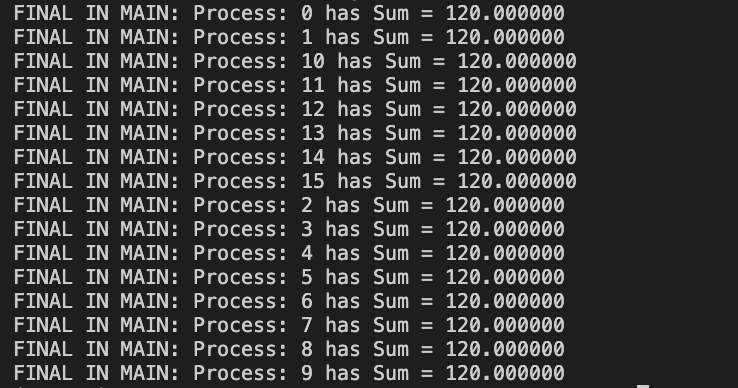 FINAL IN MAIN: Process: 0 has Sum = 120.000000
FINAL IN MAIN: Process: 1 has Sum = 120.000000
FINAL IN MAIN: Process: 10 has Sum = 120.000000
FINAL IN MAIN: Process: 11 has Sum = 120.000000
FINAL IN MAIN: Process: 12 has Sum = 120.000000
FINAL IN MAIN: Process: 13 has Sum = 120.000000
FINAL IN MAIN: Process: 14 has Sum = 120.000000
FINAL IN MAIN: Process: 15 has Sum = 120.000000
FINAL IN MAIN: Process: 2 has Sum = 120.000000
FINAL IN MAIN: Process: 3 has Sum = 120.000000
FINAL IN MAIN: Process: 4 has Sum = 120.000000
FINAL IN MAIN: Process: 5 has Sum = 120.000000
FINAL IN MAIN: Process: 6 has Sum = 120.000000
FINAL IN MAIN: Process: 7 has Sum = 120.000000
FINAL IN MAIN: Process: 8 has Sum = 120.000000
FINAL IN MAIN: Process: 9 has Sum = 120.000000